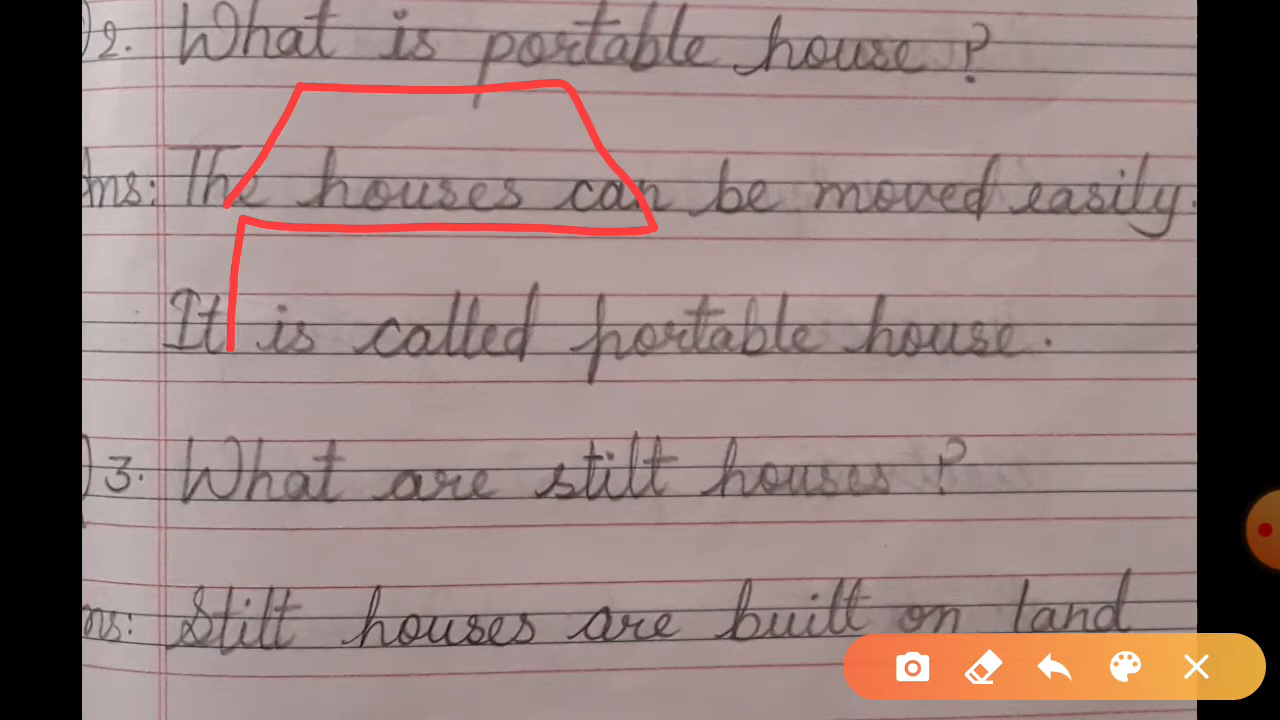 )2. What is portable house ?
Ans: The houses can be moved easily.
It is called portable house.
)3. What are stilt houses ?
ns: Stilt houses are built on land